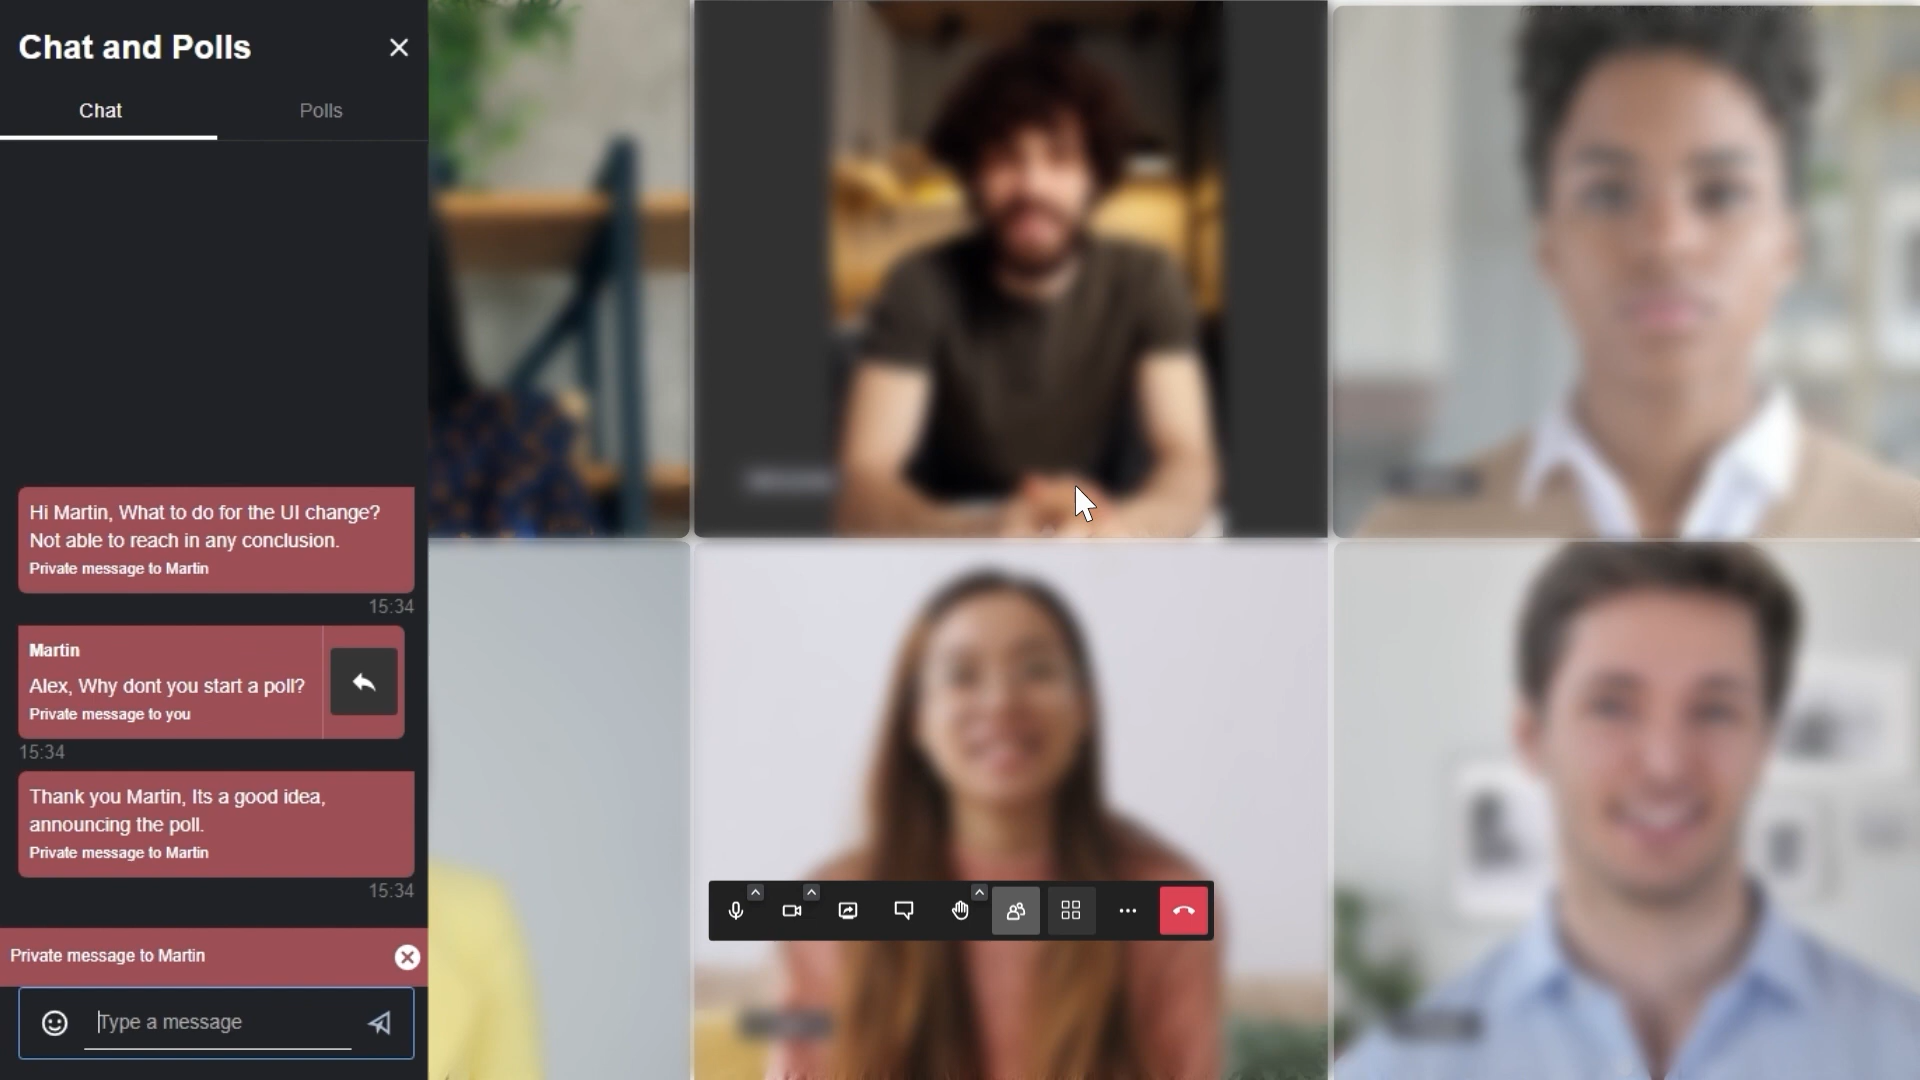 Chat and Polls
Chat
Polls
Hi Martin, What to do for the UI change?
Not able to reach in any conclusion.
Private message to Martin
15:34
Martin
Alex, Why dont you start a poll?
Private message to you
15:34
Thank you Martin, Its a good idea,
announcing the poll.
Private message to Martin
15:34
Private message to Martin
Type a message